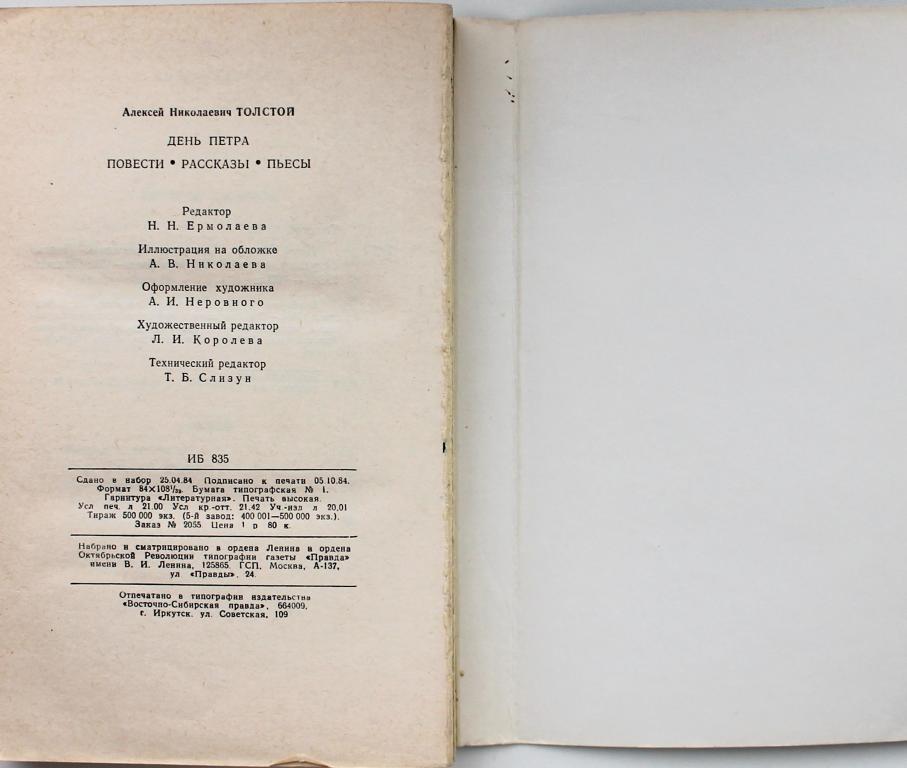 Алексей Николаевич ТОЛСТОЙ
ДЕНЬ ПЕТРА
ПОВЕСТИ • РАССКАЗЫ • ПЬЕСЫ
Редактор
Н. Н. Ермолаева
Иллюстрация на обложке
А. В. Николаева
Оформление художника
А. И. Неровного
Художественный редактор
Л. И. Королева
Технический редактор
Т. Б. Слизун
ИБ 835
Сдано в набор 25.04.84 Подписано к печати 05.10.84.
Формат 84×108¹/₃₂. Бумага типографская № 1.
Гарнитура «Литературная». Печать высокая.
Усл печ. л 21.00 Усл кр.-отт. 21.42 Уч.-изд л 20,01
Тираж 500 000 экз. (5-й завод: 400 001—500 000 экз.).
Заказ № 2055 Цена 1 р 80 к.
Набрано и сматрицировано в ордена Ленина и ордена
Октябрьской Революции типографии газеты «Правда»
имени В. И. Ленина, 125865. ГСП, Москва, А-137,
ул «Правды», 24.
Отпечатано в типографии издательства
«Восточно-Сибирская правда», 664009,
г. Иркутск. ул. Советская, 109